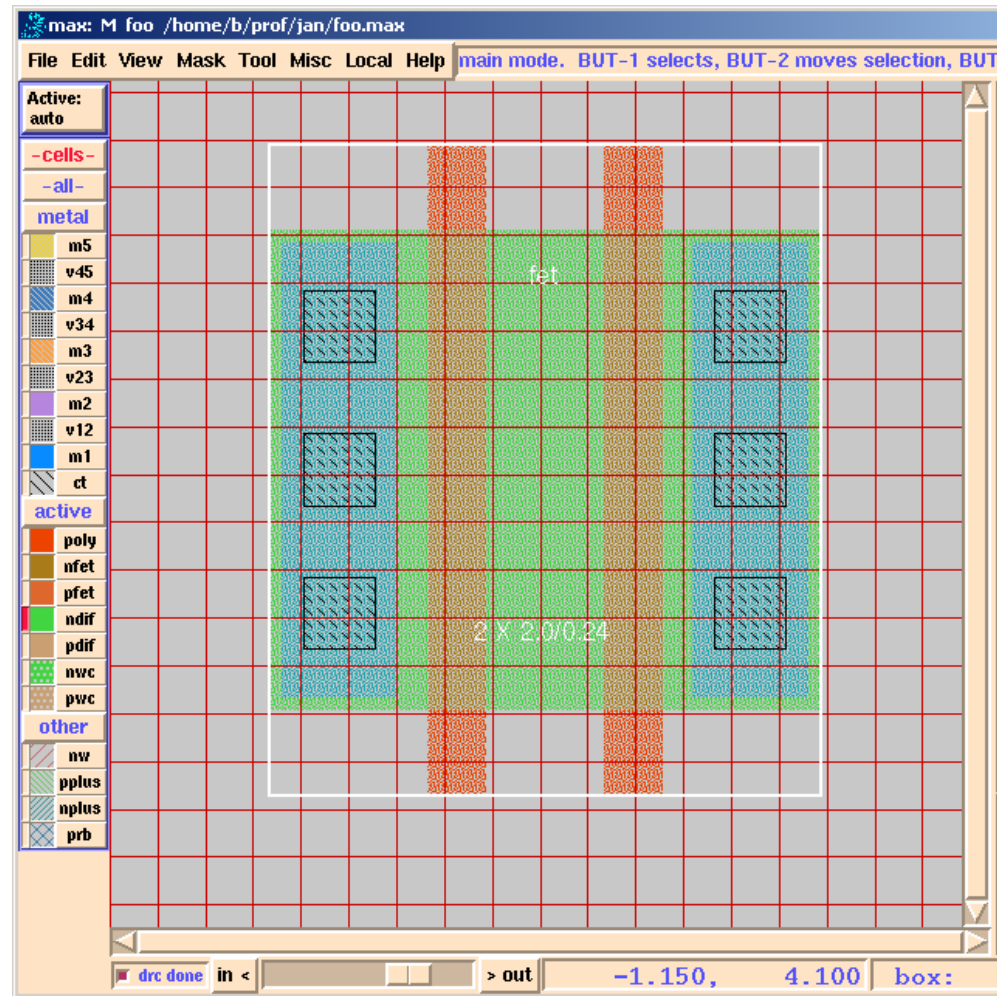 max: M foo /home/b/prof/jan/foo.max
File Edit View Mask Tool Misc Local Help main mode. BUT-1 selects, BUT-2 moves selection, BUT
Active:
auto
-cells-
-all-
metal
m5
v45
m4
v34
m3
v23
m2
v12
m1
ct
active
poly
nfet
pfet
ndif
pdif
nwc
pwc
other
nw
pplus
nplus
prb
fet
2 X 2.0/0.24
drc done in < > out -1.150, 4.100 box: